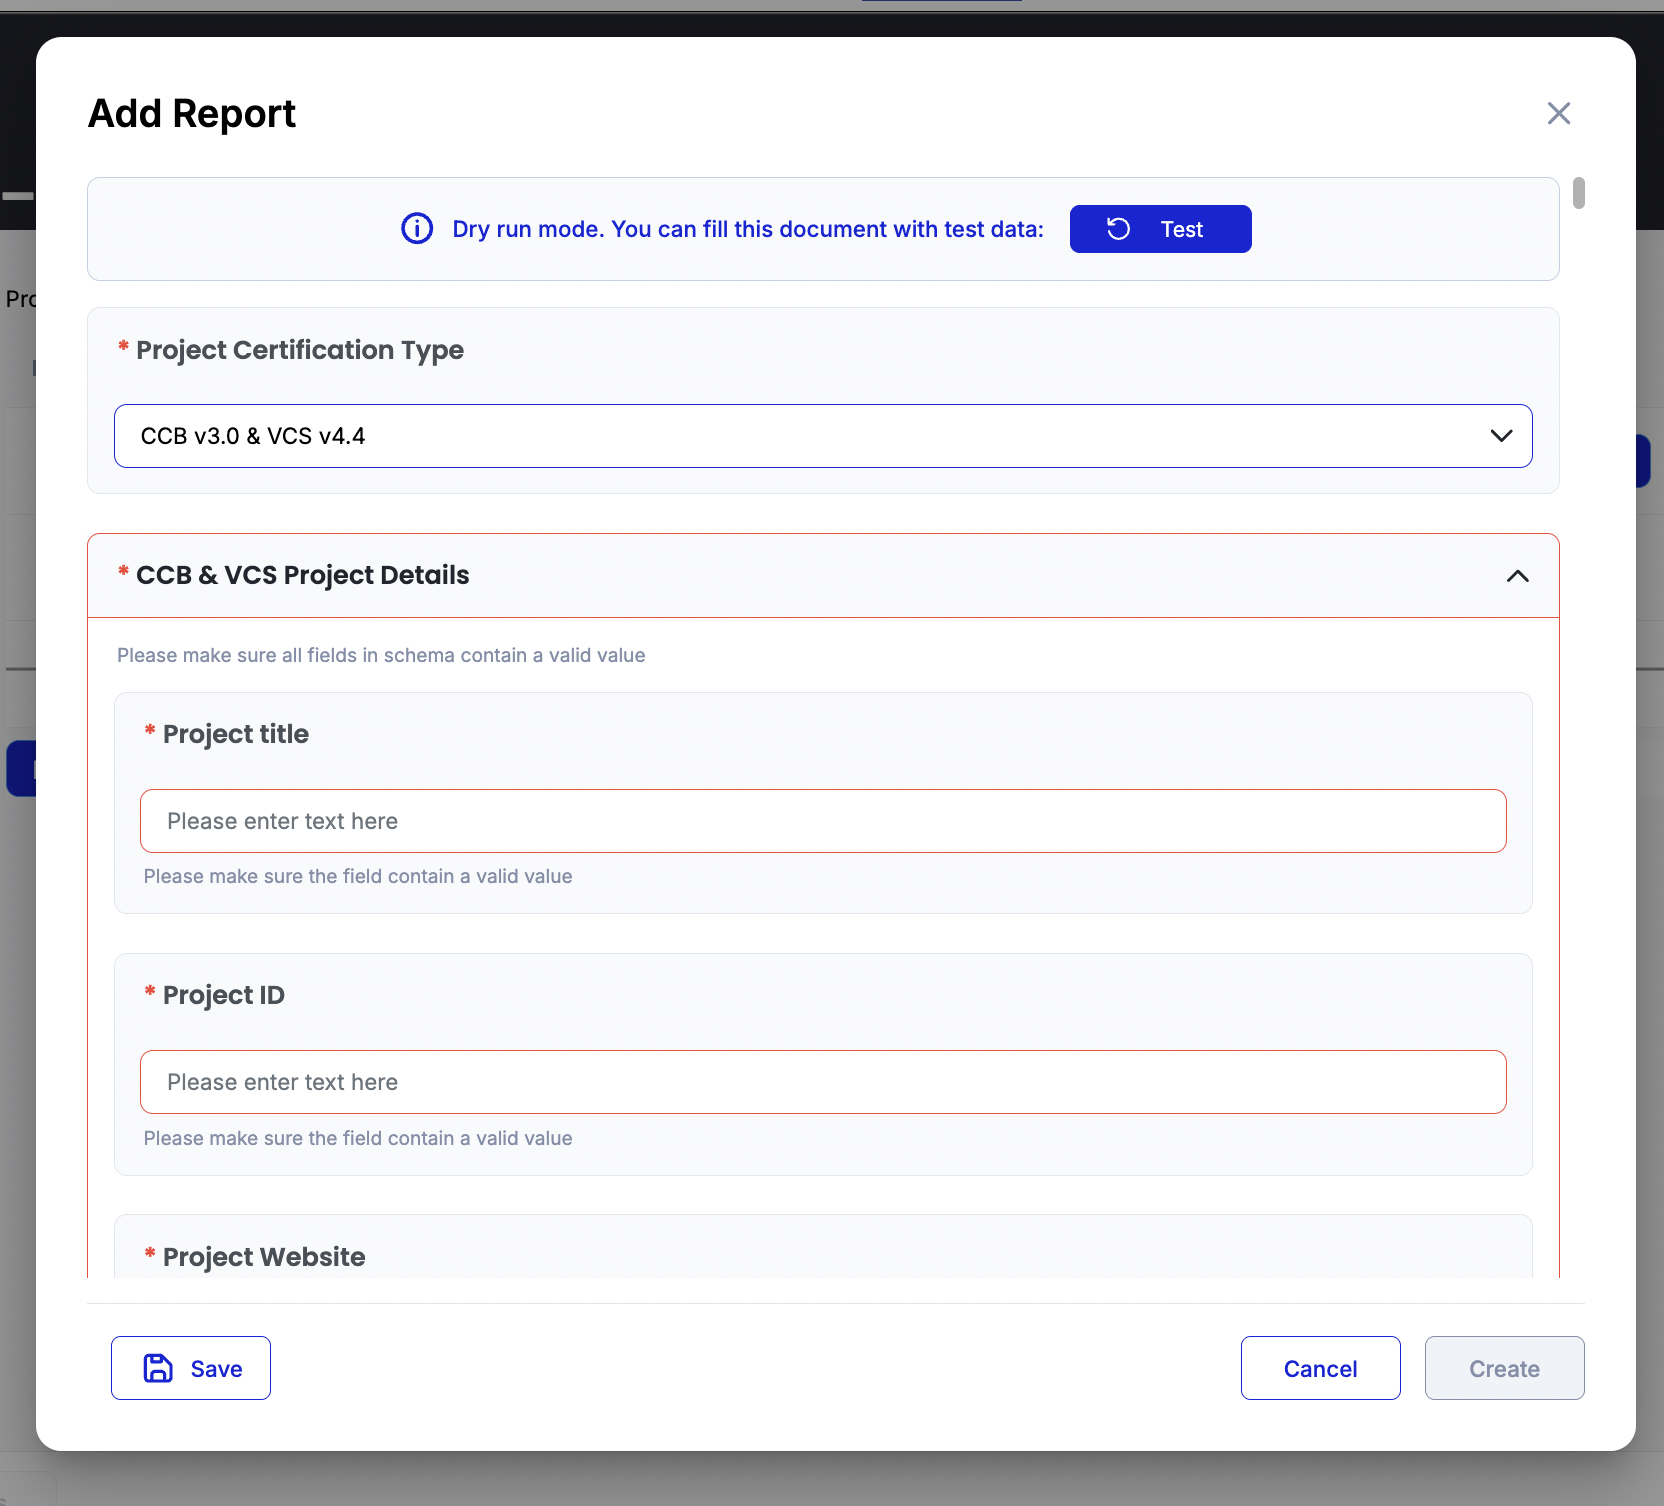 Add Report
Dry run mode. You can fill this document with test data:
Test
* Project Certification Type
CCB v3.0 & VCS v4.4
* CCB & VCS Project Details
Please make sure all fields in schema contain a valid value
* Project title
Please enter text here
Please make sure the field contain a valid value
* Project ID
Please enter text here
Please make sure the field contain a valid value
* Project Website
Save
Cancel
Create